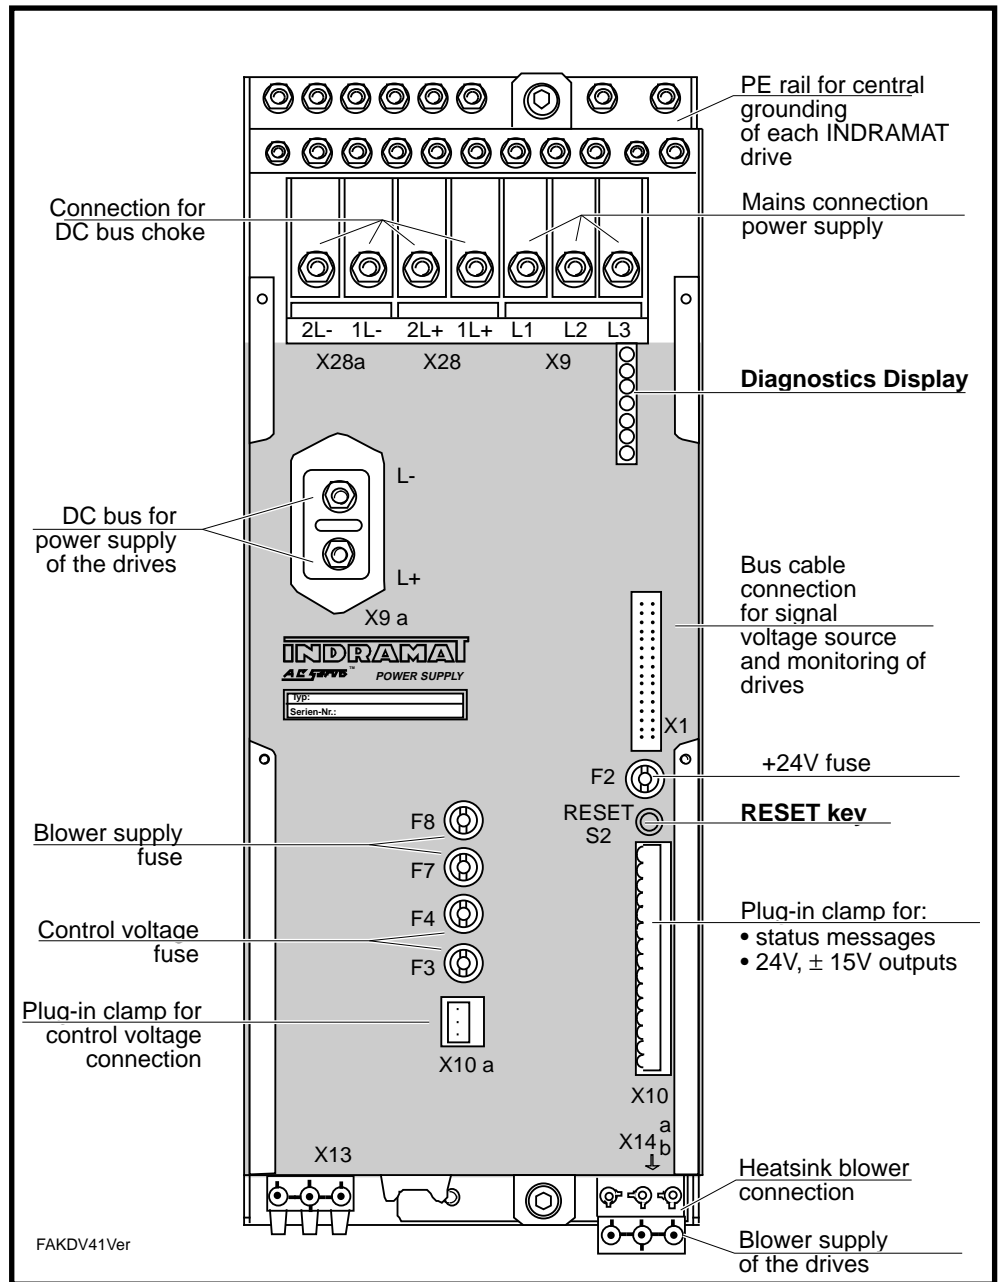 PE rail for central
grounding
of each INDRAMAT
drive
Connection for
DC bus choke
Mains connection
power supply
2L- 1L- 2L+ 1L+ L1 L2 L3
X28a X28 X9
Diagnostics Display
L-
DC bus for
power supply
of the drives
L+
X9 a
Bus cable
connection
for signal
voltage source
and monitoring of
drives
INDRAMAT
AC Servo™ POWER SUPPLY
Typ:
Serien-Nr.:
X1
F2
+24V fuse
RESET
S2
RESET key
F8
Blower supply
fuse
F7
F4
Control voltage
fuse
F3
Plug-in clamp for:
• status messages
• 24V, ± 15V outputs
Plug-in clamp for
control voltage
connection
X10 a
X10
X13
X14 a
b
Heatsink blower
connection
Blower supply
of the drives
FAKDV41Ver